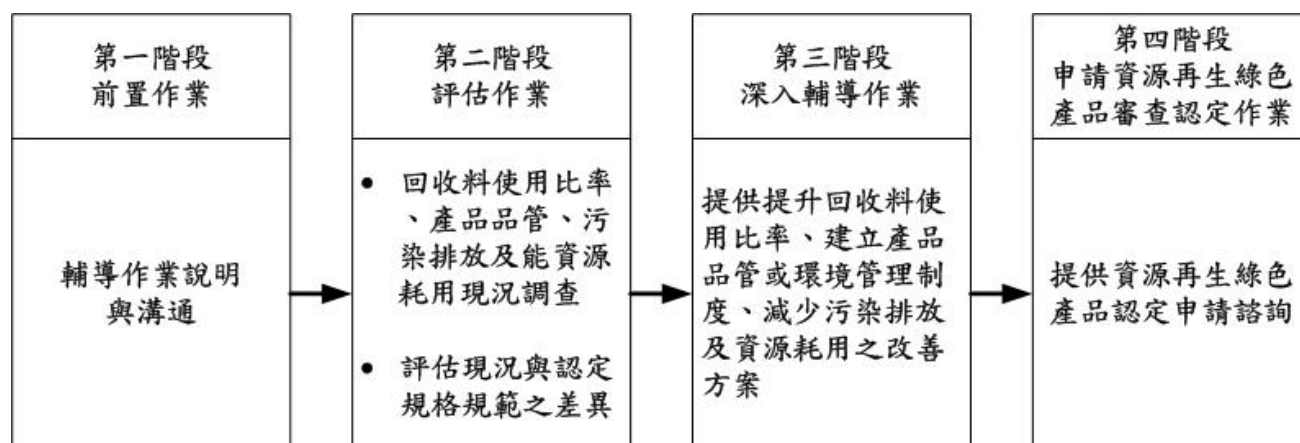 第一階段
前置作業
輔導作業說明
與溝通
第二階段
評估作業
• 回收料使用比率
、產品品管、污
染排放及能資源
耗用現況調查
• 評估現況與認定
規格規範之差異
第三階段
深入輔導作業
提供提升回收料使
用比率、建立產品
品管或環境管理制
度、減少污染排放
及資源耗用之改善
方案
第四階段
申請資源再生綠色
產品審查認定作業
提供資源再生綠色
產品認定申請諮詢